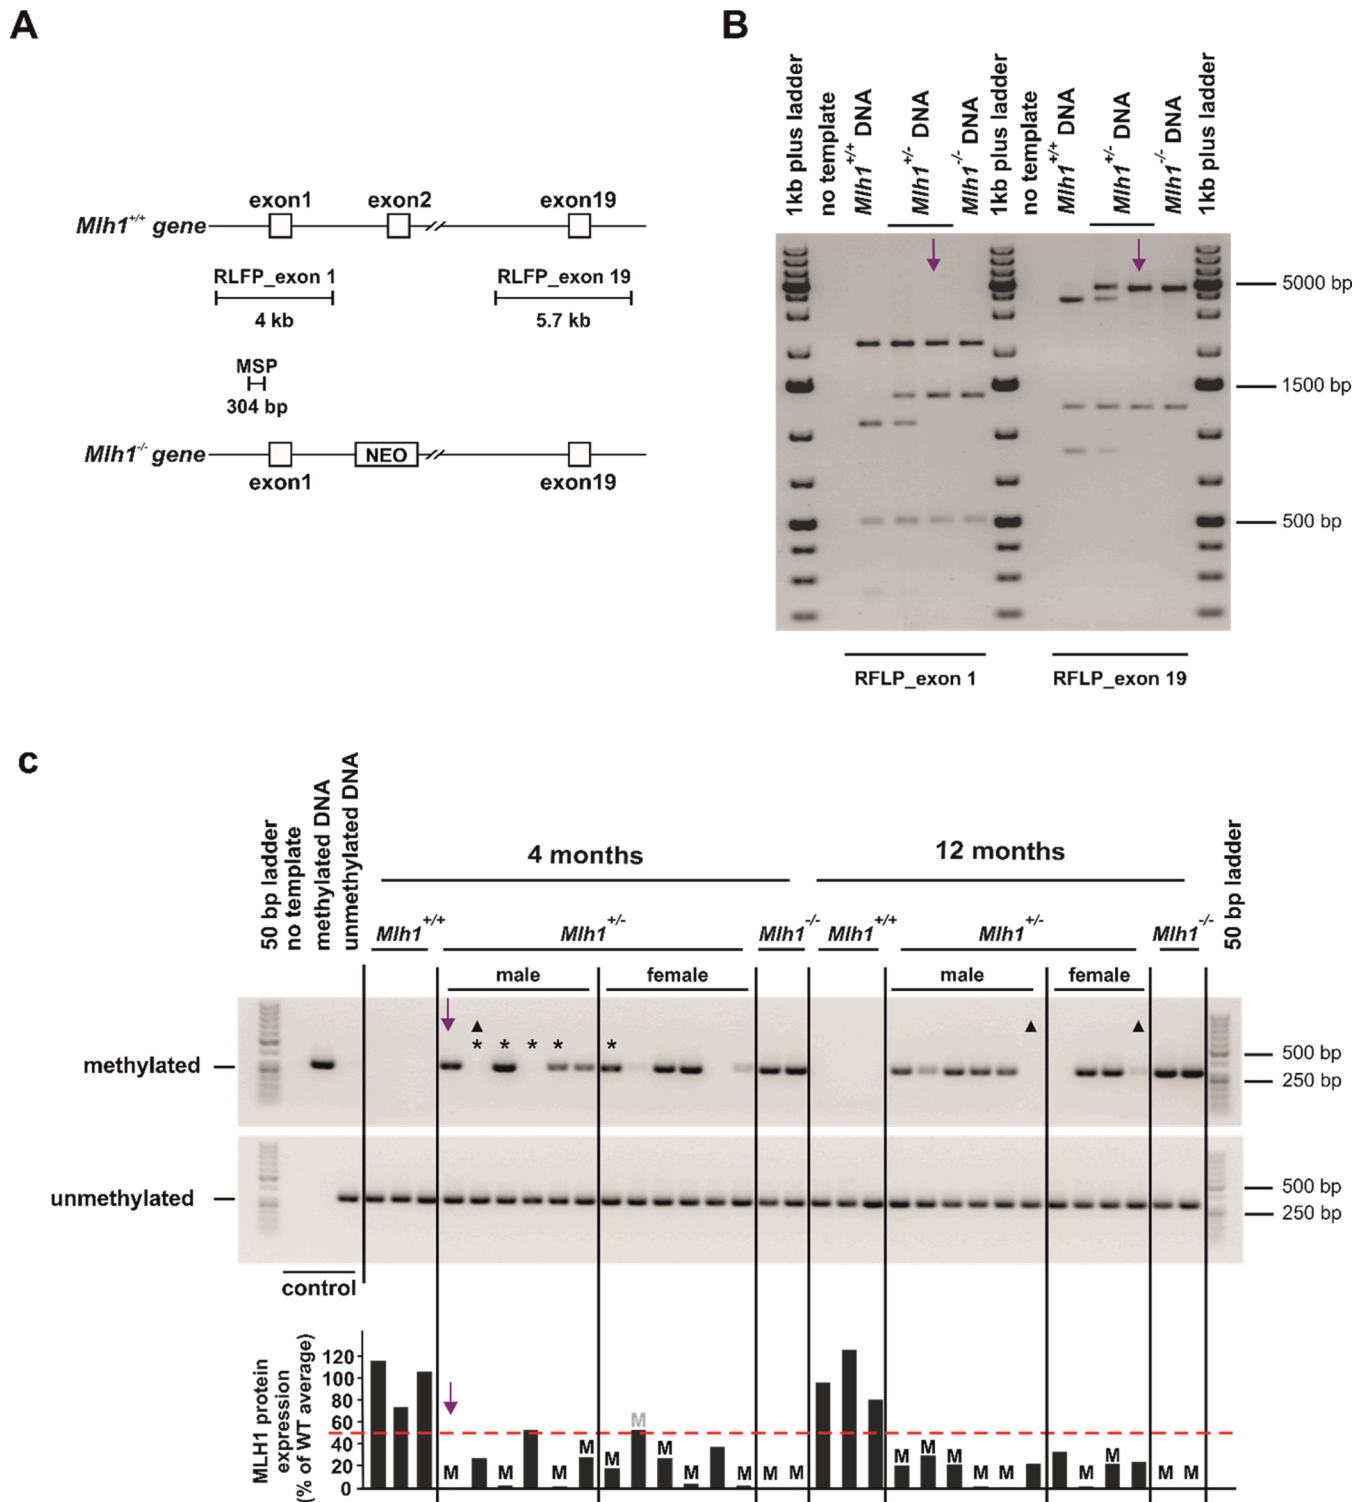 A
Mlh1+/+ gene
exon1
exon2
exon19
RLFP_exon 1
4 kb
RLFP_exon 19
5.7 kb
MSP
304 bp
Mlh1-/- gene
NEO
exon1
exon19
B
1kb plus ladder
no template
Mlh1+/+ DNA
Mlh1+/- DNA
Mlh1-/- DNA
1kb plus ladder
no template
Mlh1+/+ DNA
Mlh1+/- DNA
Mlh1-/- DNA
1kb plus ladder
5000 bp
1500 bp
500 bp
RFLP_exon 1
RFLP_exon 19
c
50 bp ladder
no template
methylated DNA
unmethylated DNA
4 months
12 months
Mlh1+/+
Mlh1+/-
Mlh1-/-
Mlh1+/+
Mlh1+/-
Mlh1-/-
50 bp ladder
male
female
male
female
* * * * *
methylated
500 bp
250 bp
unmethylated
500 bp
250 bp
control
MLH1 protein
expression
(% of WT average)
120
100
80
60
40
20
0
M M M M M M M M M M M M M M M M M M M